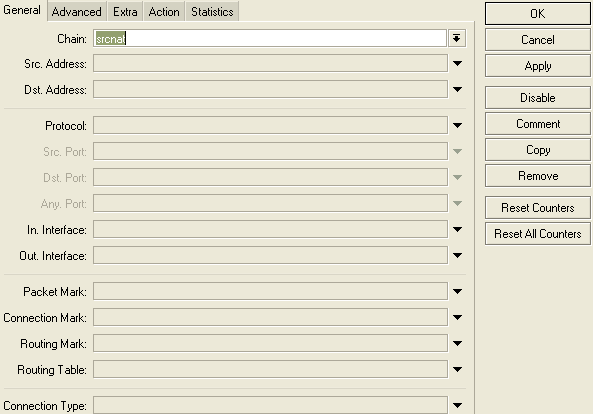 General Advanced Extra Action Statistics
OK
Chain: srcnat
Cancel
Src. Address:
Apply
Dst. Address:
Disable
Protocol:
Comment
Src. Port:
Copy
Dst. Port:
Remove
Any. Port:
Reset Counters
In. Interface:
Reset All Counters
Out. Interface:
Packet Mark:
Connection Mark:
Routing Mark:
Routing Table:
Connection Type: